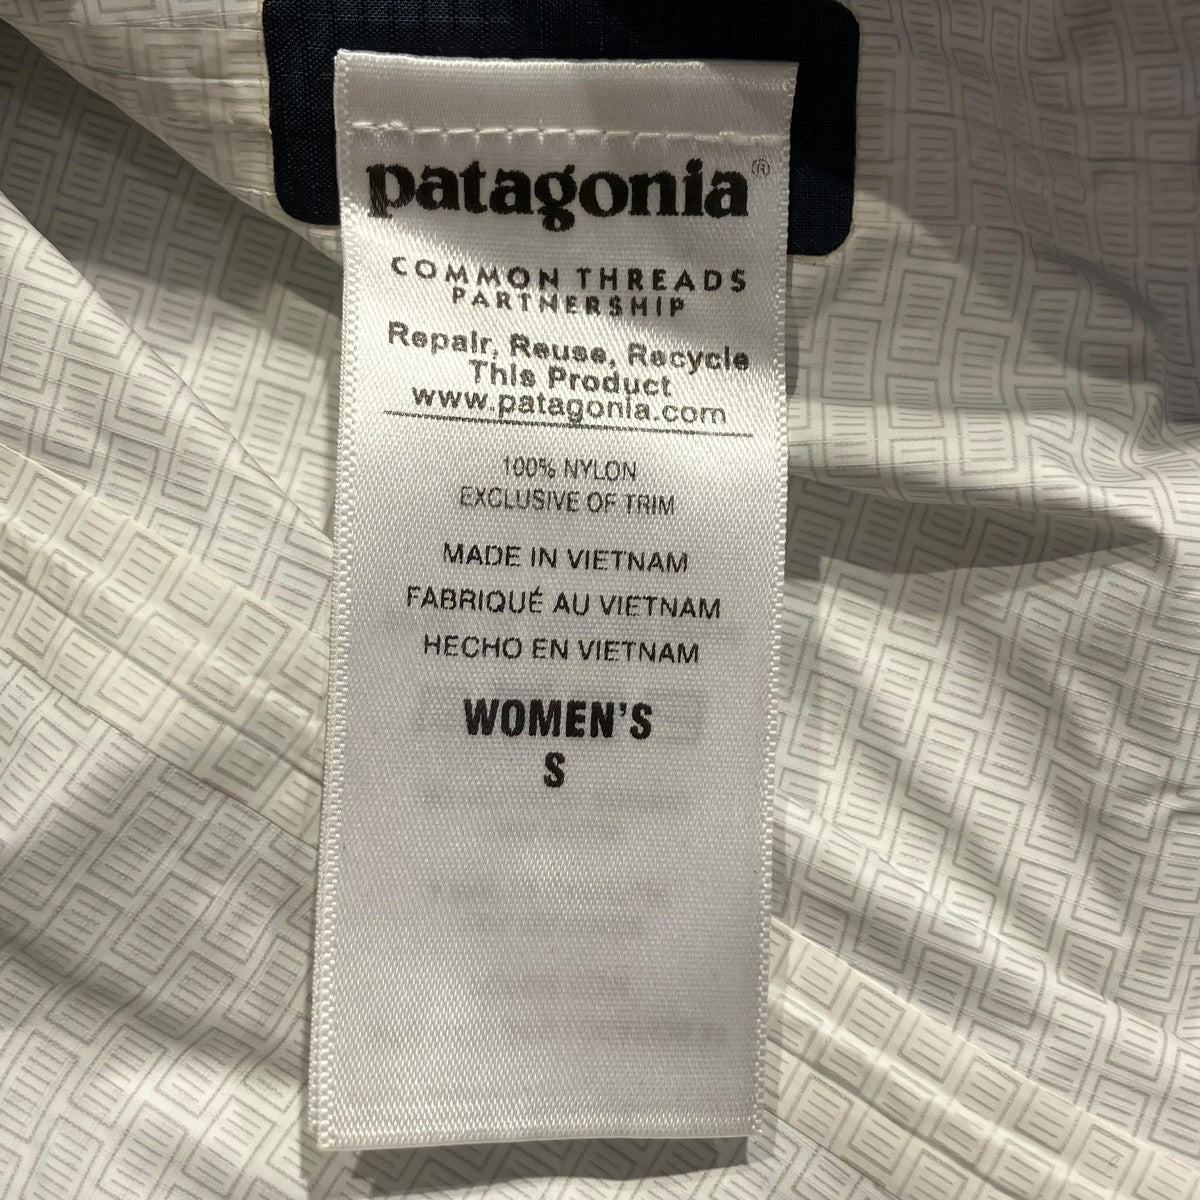 patagonia®
COMMON THREADS
PARTNERSHIP
Repair, Reuse, Recycle
This Product
www.patagonia.com
100% NYLON
EXCLUSIVE OF TRIM
MADE IN VIETNAM
FABRIQUÉ AU VIETNAM
HECHO EN VIETNAM
WOMEN'S
S